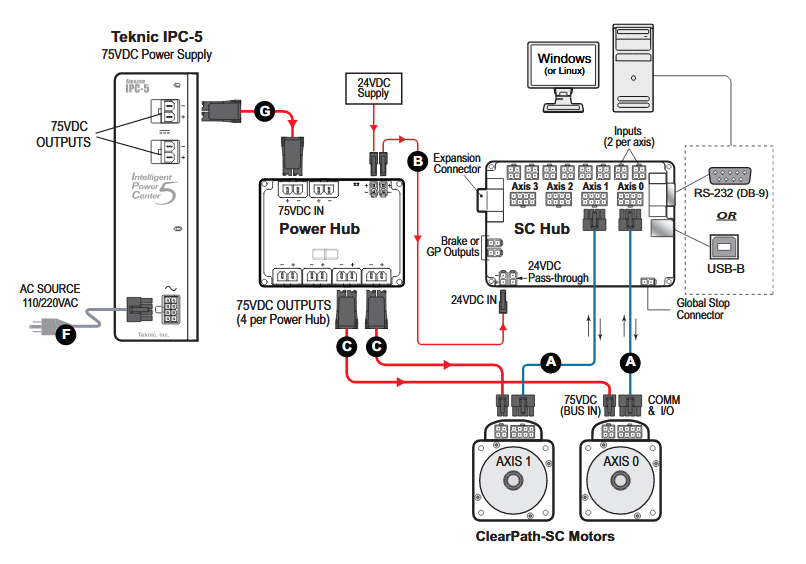 Teknic IPC-5
75VDC Power Supply
Amazon
IPC-5
75VDC
OUTPUTS
−
+
−
+
Intelligent
Power
Center 5
AC SOURCE
110/220VAC
F
Teknic, Inc.
G
24VDC
Supply
B
− +
− +
75VDC IN
Power Hub
− +
− +
− +
− +
75VDC OUTPUTS
(4 per Power Hub)
C
C
Windows
(or Linux)
Inputs
(2 per axis)
Expansion
Connector
Axis 3
Axis 2
Axis 1
Axis 0
SC Hub
Brake or
GP Outputs
24VDC
Pass-through
24VDC IN
RS-232 (DB-9)
OR
USB-B
Global Stop
Connector
A
A
75VDC
(BUS IN)
COMM
& I/O
AXIS 1
AXIS 0
ClearPath-SC Motors